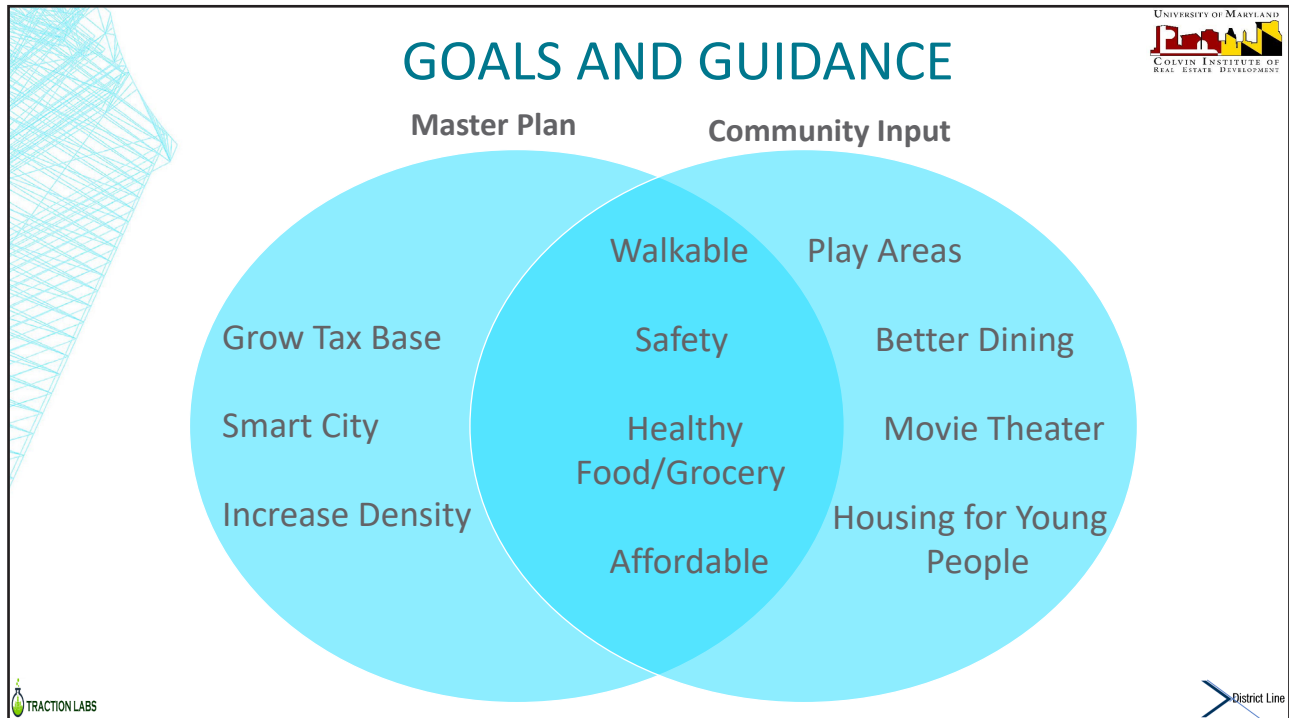 UNIVERSITY OF MARYLAND
COLVIN INSTITUTE OF
REAL ESTATE DEVELOPMENT
GOALS AND GUIDANCE
Master Plan
Community Input
Grow Tax Base
Smart City
Increase Density
Walkable
Safety
Healthy
Food/Grocery
Affordable
Play Areas
Better Dining
Movie Theater
Housing for Young
People
TRACTION LABS
District Line